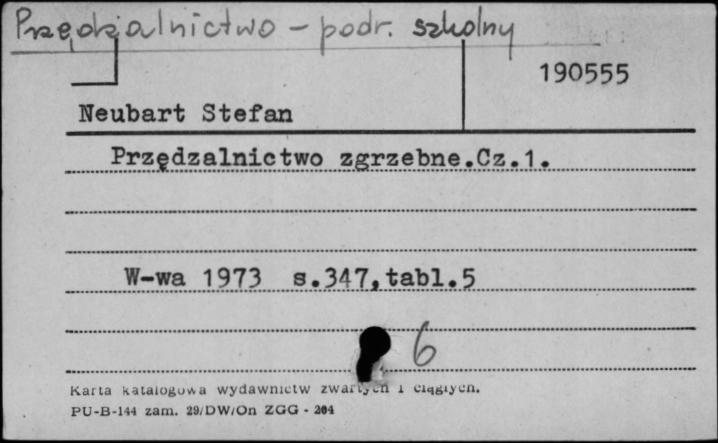 Przędzalnictwo - podr. szkolny
190555
Neubart Stefan
Przędzalnictwo zgrzebne.Cz.1.
W-wa 1973 s.347,tabl.5
6
Karta katalogowa wydawnictw zwartych i ciągłych.
PU-B-144 zam. 29/DW/On ZGG - 204